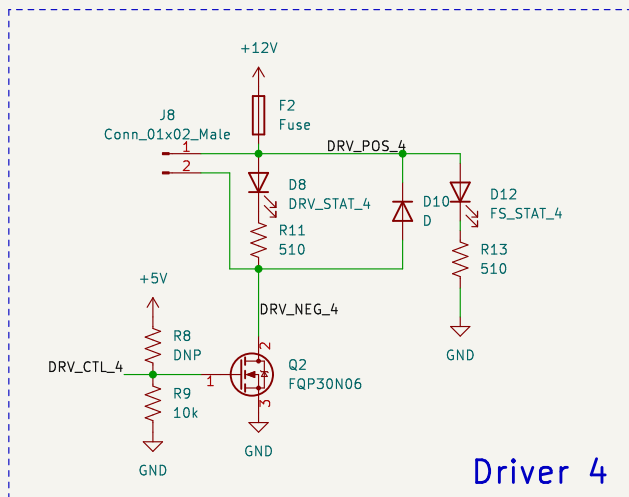 +12V
F2
Fuse
J8
Conn_01x02_Male
1
2
DRV_POS_4
D8
DRV_STAT_4
D10
D
D12
FS_STAT_4
R11
510
R13
510
+5V
DRV_NEG_4
GND
R8
DNP
DRV_CTL_4
1
2
Q2
FQP30N06
3
R9
10k
GND
GND
Driver 4